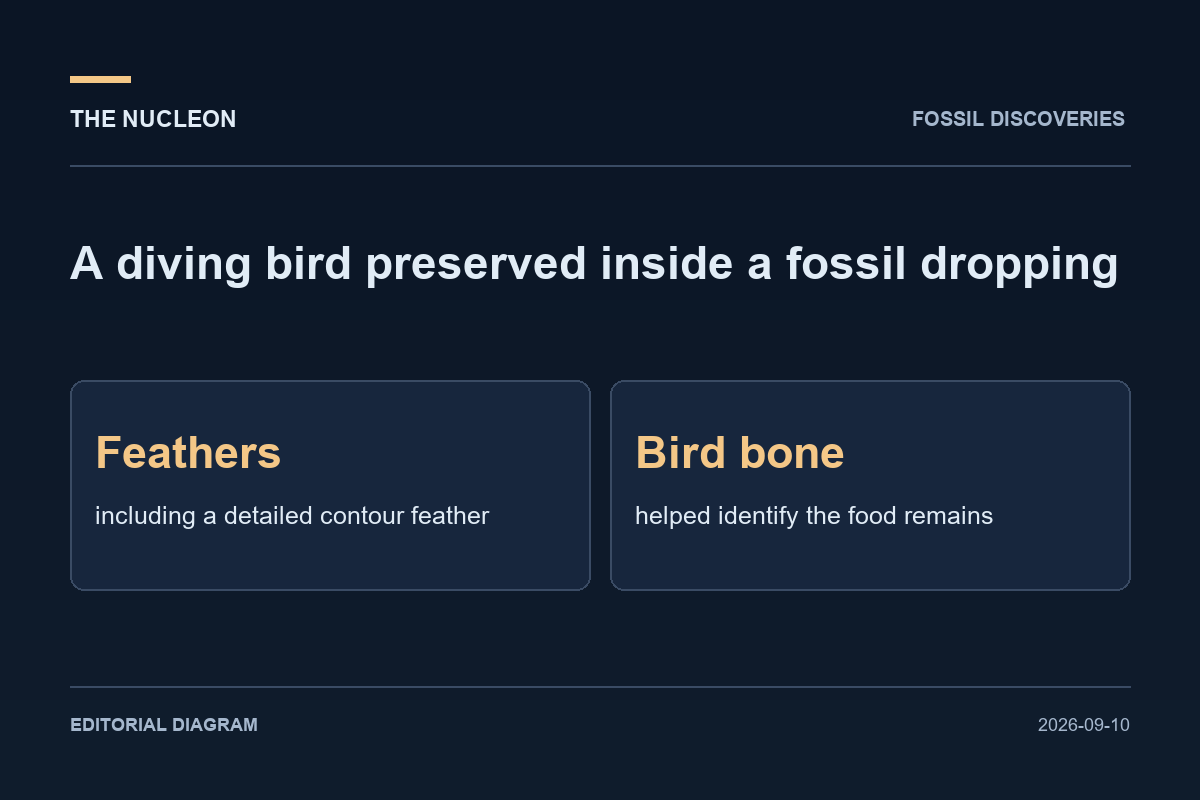 THE NUCLEON
FOSSIL DISCOVERIES
A diving bird preserved inside a fossil dropping
Feathers
including a detailed contour feather
Bird bone
helped identify the food remains
EDITORIAL DIAGRAM
2026-09-10